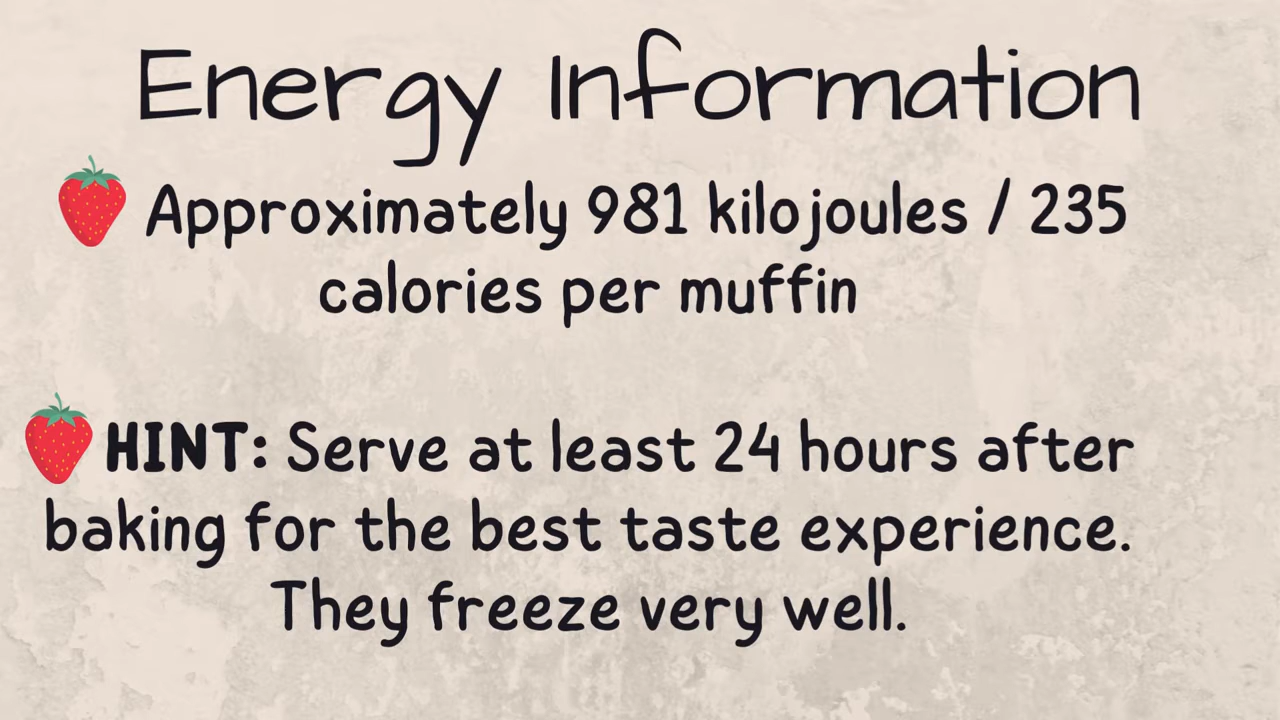 Energy Information
Approximately 981 kilojoules / 235
calories per muffin
HINT: Serve at least 24 hours after
baking for the best taste experience.
They freeze very well.